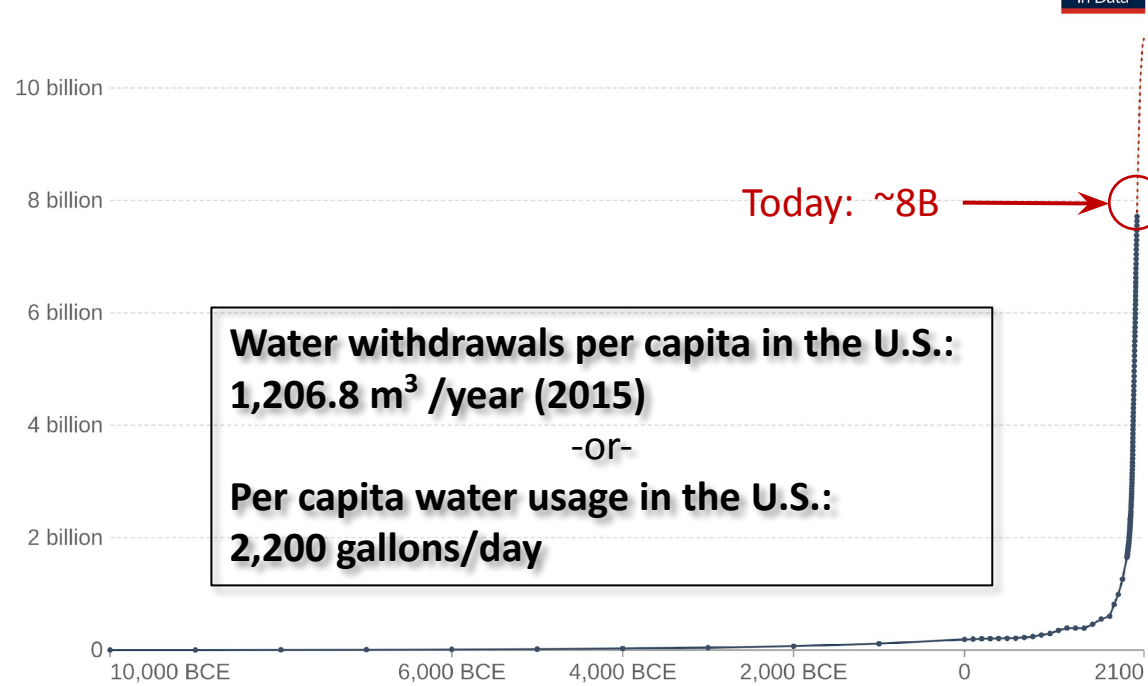 In Data
10 billion
8 billion
Today: ~8B
6 billion
Water withdrawals per capita in the U.S.:
1,206.8 m³ /year (2015)
4 billion
-or-
Per capita water usage in the U.S.:
2,200 gallons/day
2 billion
0
10,000 BCE 6,000 BCE 4,000 BCE 2,000 BCE 0 2100